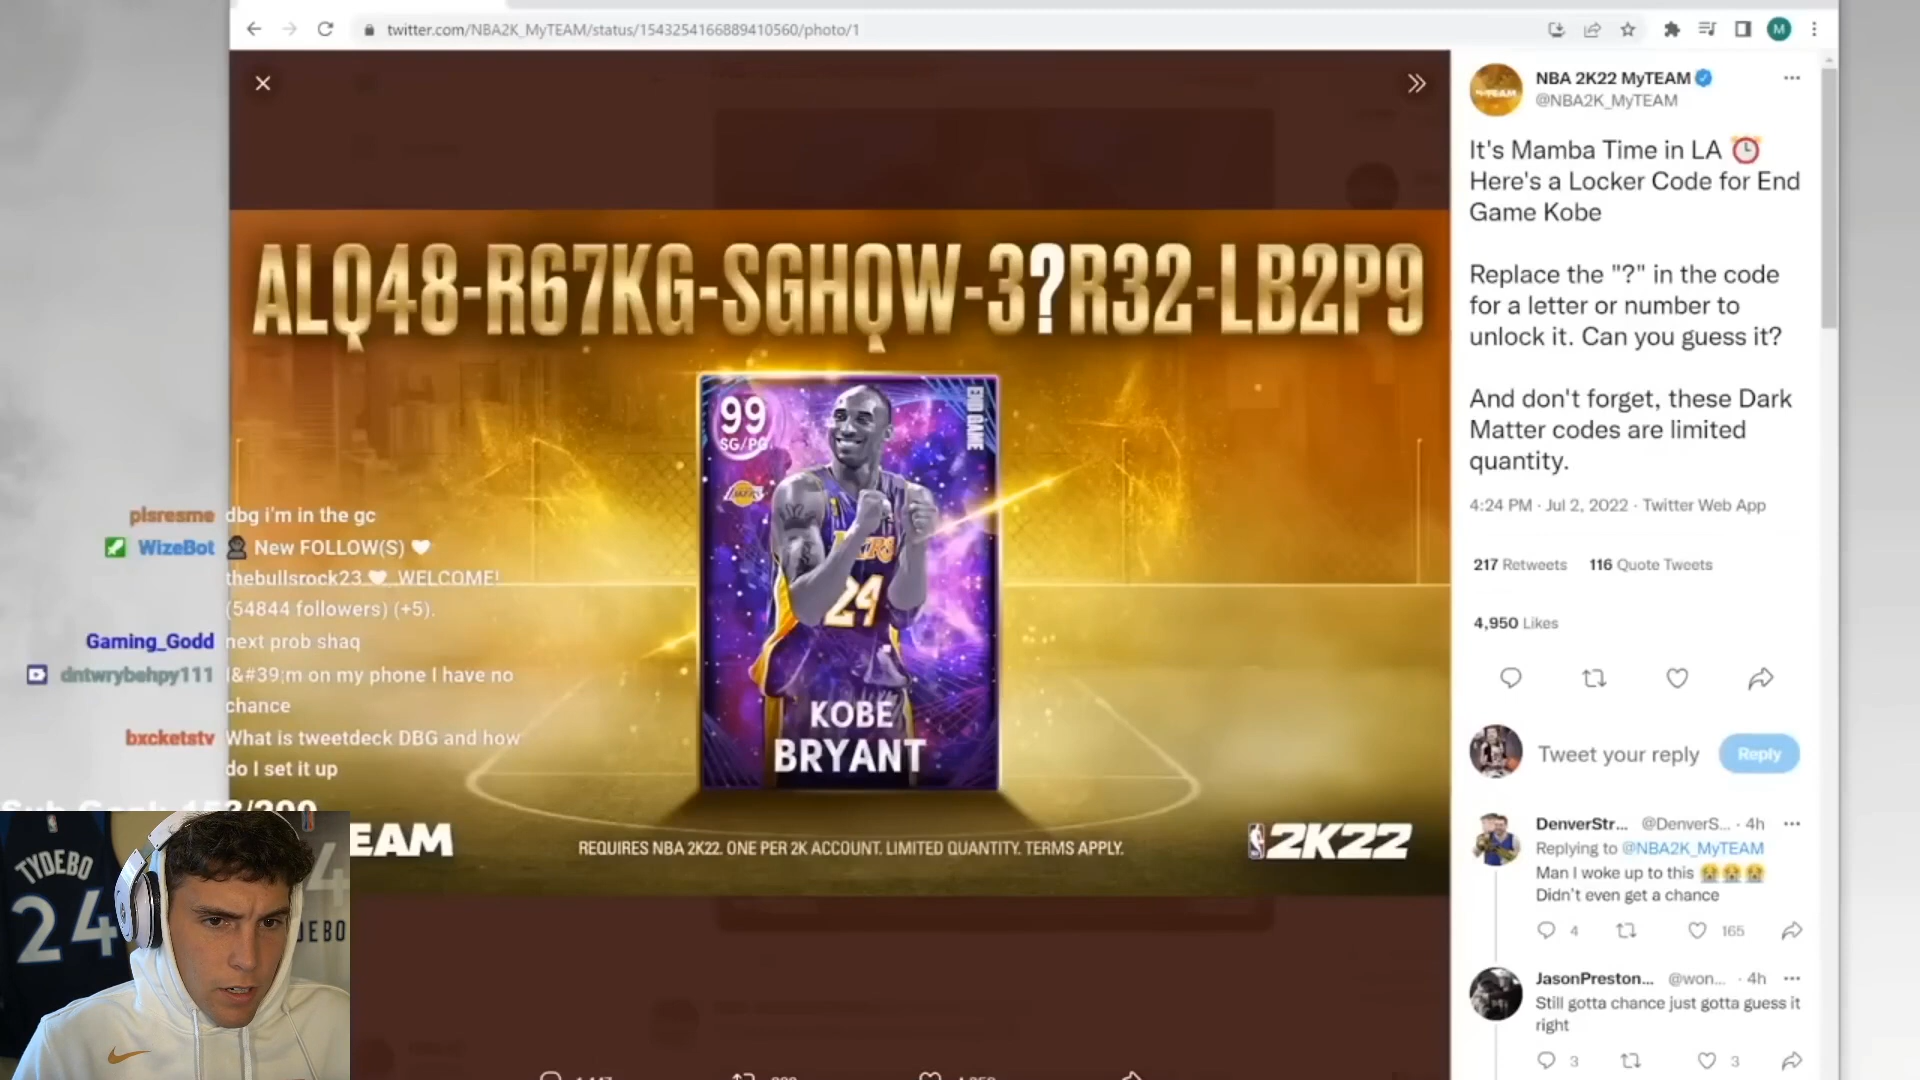 twitter.com/NBA2K_MyTEAM/status/1543254166889410560/photo/1
M
ALQ48-R67KG-SGHQW-3?R32-LB2P9
99
SG/PG
END GAME
LAKERS
24
KOBE
BRYANT
EAM
REQUIRES NBA 2K22. ONE PER 2K ACCOUNT. LIMITED QUANTITY. TERMS APPLY.
2K22
plsresme dbg i'm in the gc
WizeBot New FOLLOW(S)
thebullsrock23 WELCOME!
(54844 followers) (+5).
Gaming_Godd next prob shaq
dntwrybehpy111 I&#39;m on my phone I have no
chance
bxcketstv What is tweetdeck DBG and how
do I set it up
TYDEBO
24
NBA 2K22 MyTEAM
@NBA2K_MyTEAM
It's Mamba Time in LA
Here's a Locker Code for End
Game Kobe
Replace the "?" in the code
for a letter or number to
unlock it. Can you guess it?
And don't forget, these Dark
Matter codes are limited
quantity.
4:24 PM · Jul 2, 2022 · Twitter Web App
217 Retweets 116 Quote Tweets
4,950 Likes
Tweet your reply
Reply
DenverStr... @DenverS... · 4h
Replying to @NBA2K_MyTEAM
Man I woke up to this
Didn't even get a chance
4 165
JasonPreston... @won... · 4h
Still gotta chance just gotta guess it
right
3 3